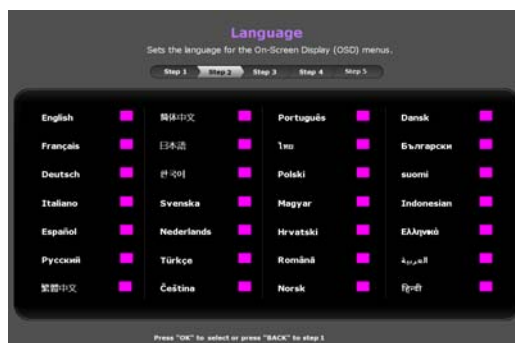 Language
Sets the language for the On-Screen Display (OSD) menus.
Step 1 Step 2 Step 3 Step 4 Step 5
English 簡体中文 Português Dansk
Français 日本語 ไทย Български
Deutsch 한국어 Polski suomi
Italiano Svenska Magyar Indonesian
Español Nederlands Hrvatski Ελληνικά
Русский Türkçe Română العربية
繁體中文 Čeština Norsk हिन्दी
Press "OK" to select or press "BACK" to step 1